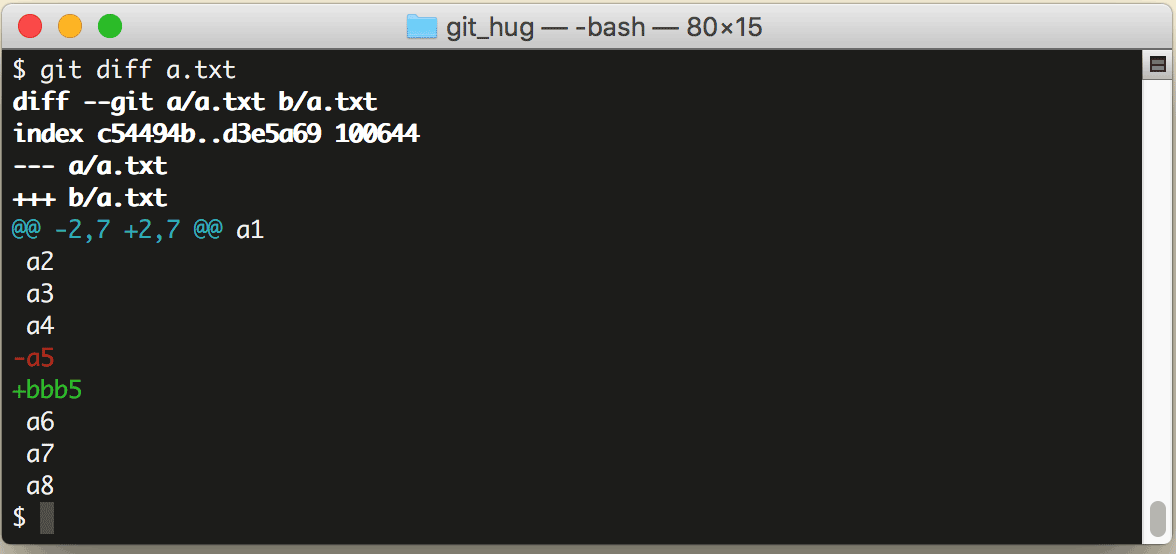 git_hug — -bash — 80×15
$ git diff a.txt
diff --git a/a.txt b/a.txt
index c54494b..d3e5a69 100644
--- a/a.txt
+++ b/a.txt
@@ -2,7 +2,7 @@ a1
 a2
 a3
 a4
-a5
+bbb5
 a6
 a7
 a8
$